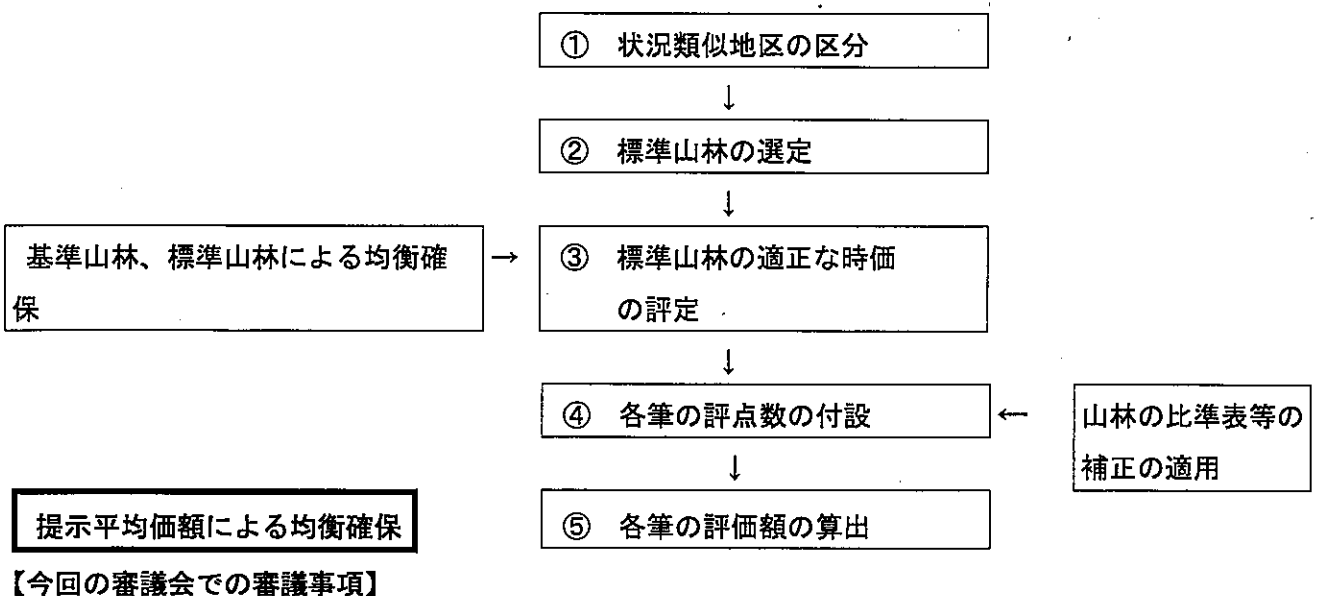 ① 状況類似地区の区分
↓
② 標準山林の選定
↓
基準山林、標準山林による均衡確
保
→
③ 標準山林の適正な時価
の評定
↓
④ 各筆の評点数の付設
←
山林の比準表等の
補正の適用
↓
提示平均価額による均衡確保
⑤ 各筆の評価額の算出
【今回の審議会での審議事項】